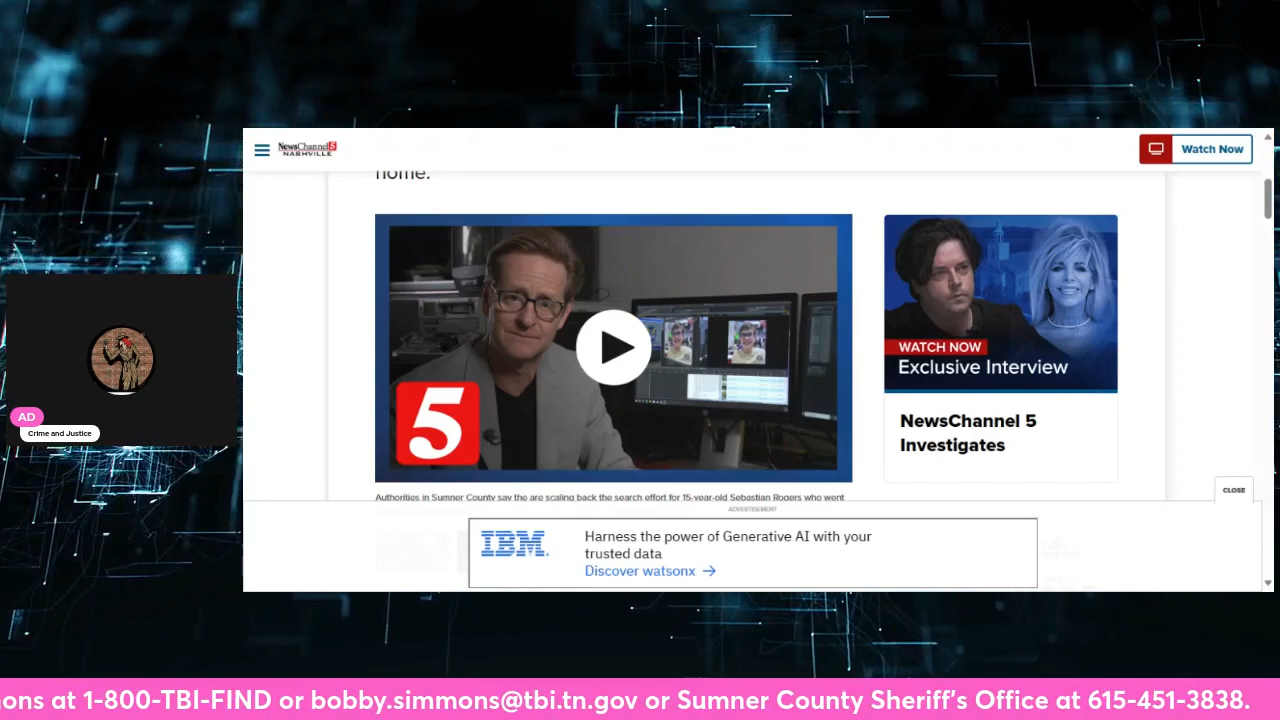 NewsChannel 5
NASHVILLE
Watch Now
home.
5
WATCH NOW
Exclusive Interview
NewsChannel 5
Investigates
AD
Crime and Justice
Authorities in Sumner County say the are scaling back the search effort for 15-year-old Sebastian Rogers who went
CLOSE
ADVERTISEMENT
IBM.
Harness the power of Generative AI with your
trusted data
Discover watsonx →
ons at 1-800-TBI-FIND or bobby.simmons@tbi.tn.gov or Sumner County Sheriff's Office at 615-451-3838.